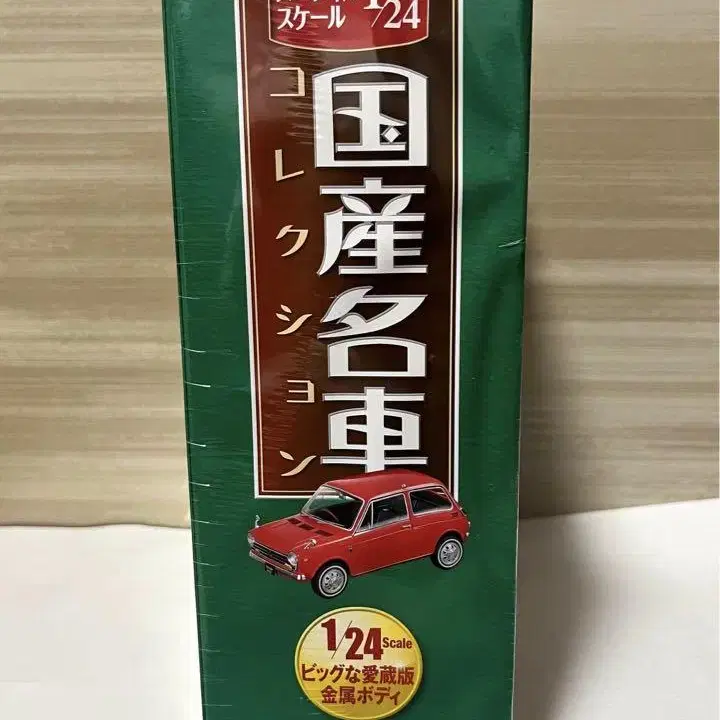 スケール 1/24
国産名車
コレクション
1/24 Scale
ビッグな愛蔵版
金属ボディ